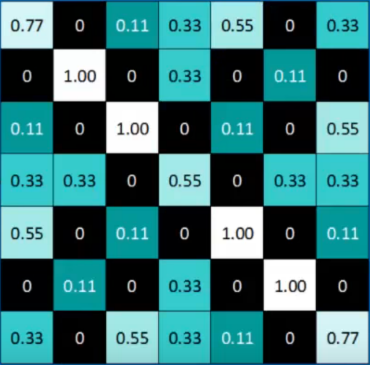 0.77 0 0.11 0.33 0.55 0 0.33
0 1.00 0 0.33 0 0.11 0
0.11 0 1.00 0 0.11 0 0.55
0.33 0.33 0 0.55 0 0.33 0.33
0.55 0 0.11 0 1.00 0 0.11
0 0.11 0 0.33 0 1.00 0
0.33 0 0.55 0.33 0.11 0 0.77